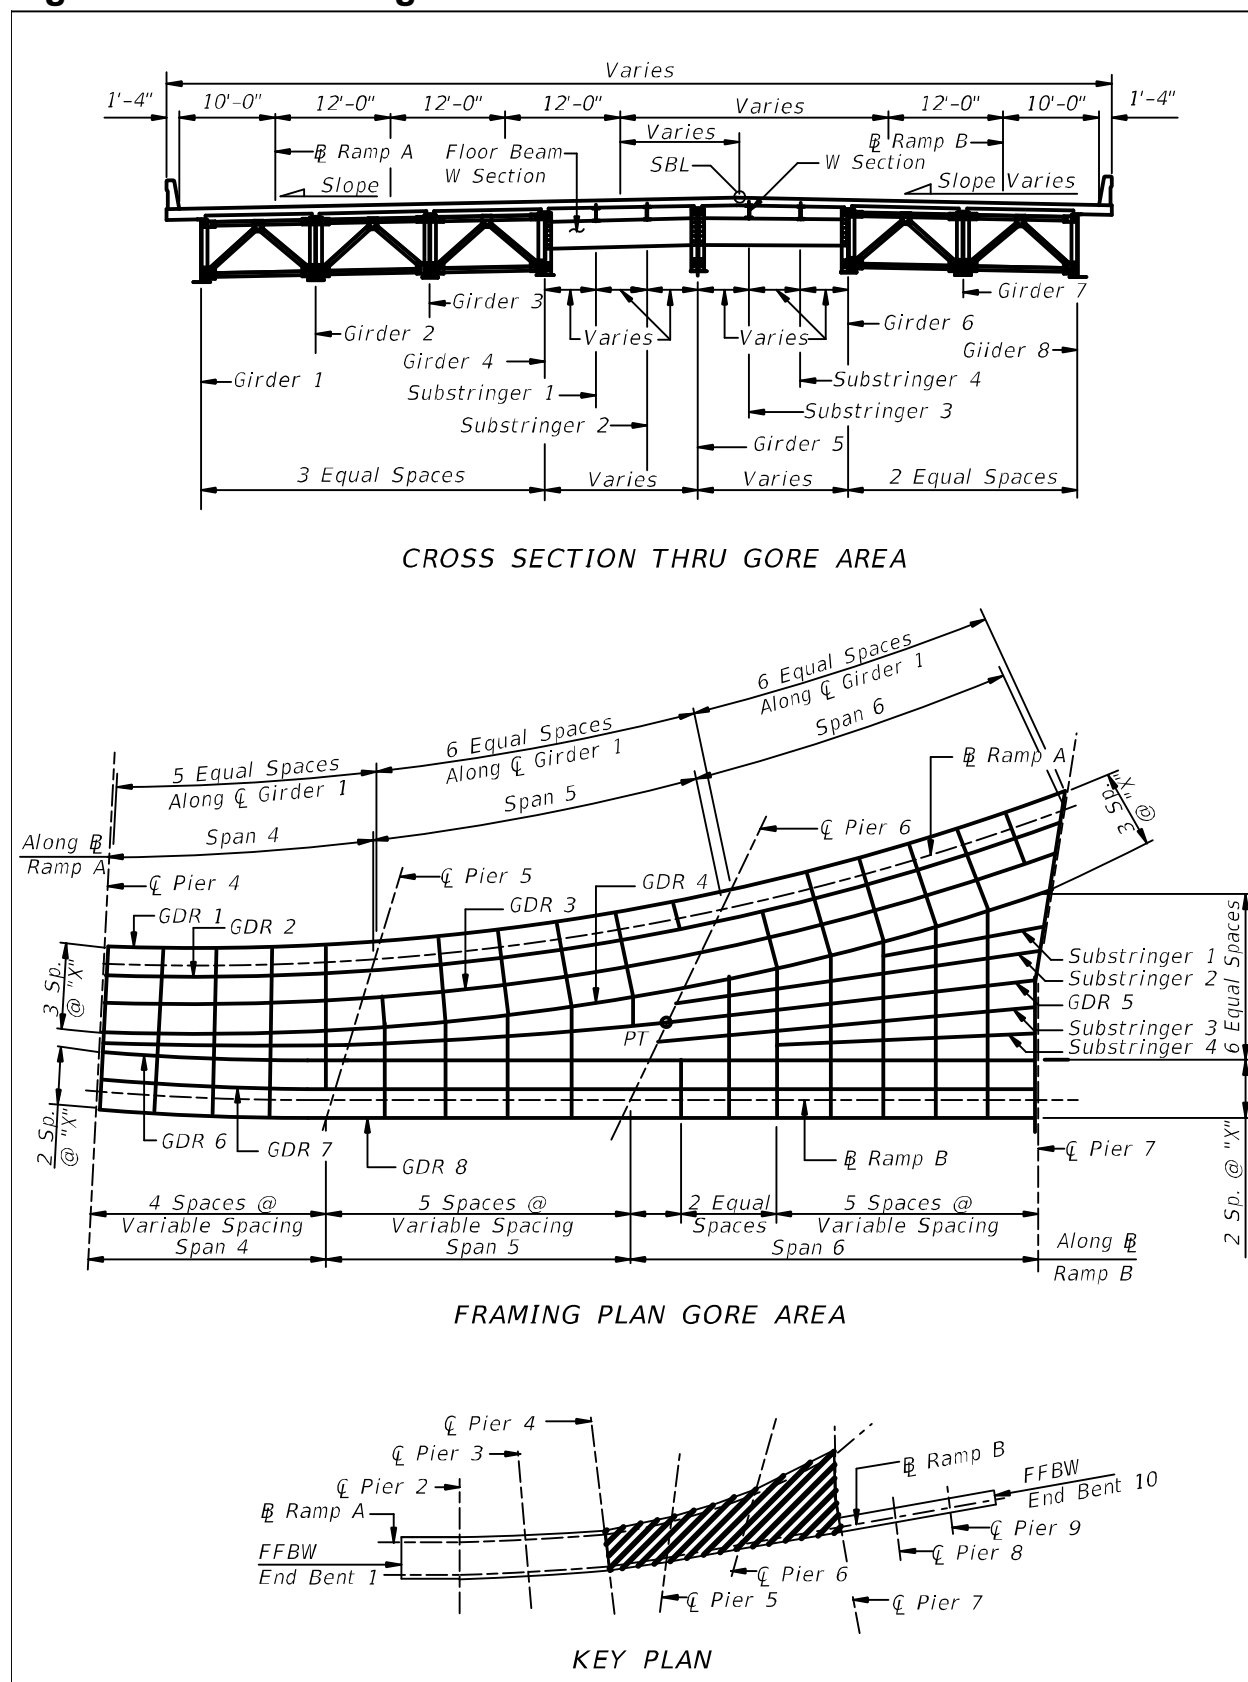 Varies
1'-4" 10'-0" 12'-0" 12'-0" 12'-0" Varies 12'-0" 10'-0" 1'-4"
Varies
℄ Ramp A Floor Beam W Section SBL W Section ℄ Ramp B
Slope Slope Varies
Girder 3 Girder 7
Girder 2 Varies Varies Girder 6
Girder 4 Giider 8
Girder 1 Substringer 1 Substringer 4
Substringer 2 Substringer 3
Girder 5
3 Equal Spaces Varies Varies 2 Equal Spaces
CROSS SECTION THRU GORE AREA
6 Equal Spaces
Along ℄ Girder 1
Span 6
6 Equal Spaces
Along ℄ Girder 1
Span 5
5 Equal Spaces
Along ℄ Girder 1
Span 4
Along ℄
Ramp A
℄ Ramp A
3 Sp.
@ "X"
℄ Pier 6
℄ Pier 5
℄ Pier 4
GDR 1
GDR 2
GDR 3
GDR 4
3 Sp.
@ "X"
Substringer 1
Substringer 2
GDR 5
Substringer 3
Substringer 4
6 Equal Spaces
PT
2 Sp.
@ "X"
GDR 6
GDR 7
GDR 8
℄ Ramp B
℄ Pier 7
2 Sp. @ "X"
4 Spaces @
Variable Spacing
Span 4
5 Spaces @
Variable Spacing
Span 5
2 Equal
Spaces
5 Spaces @
Variable Spacing
Span 6
Along ℄
Ramp B
FRAMING PLAN GORE AREA
℄ Pier 4
℄ Pier 3
℄ Pier 2
℄ Ramp A
FFBW
End Bent 1
℄ Ramp B
FFBW
End Bent 10
℄ Pier 9
℄ Pier 8
℄ Pier 6
℄ Pier 5
℄ Pier 7
KEY PLAN